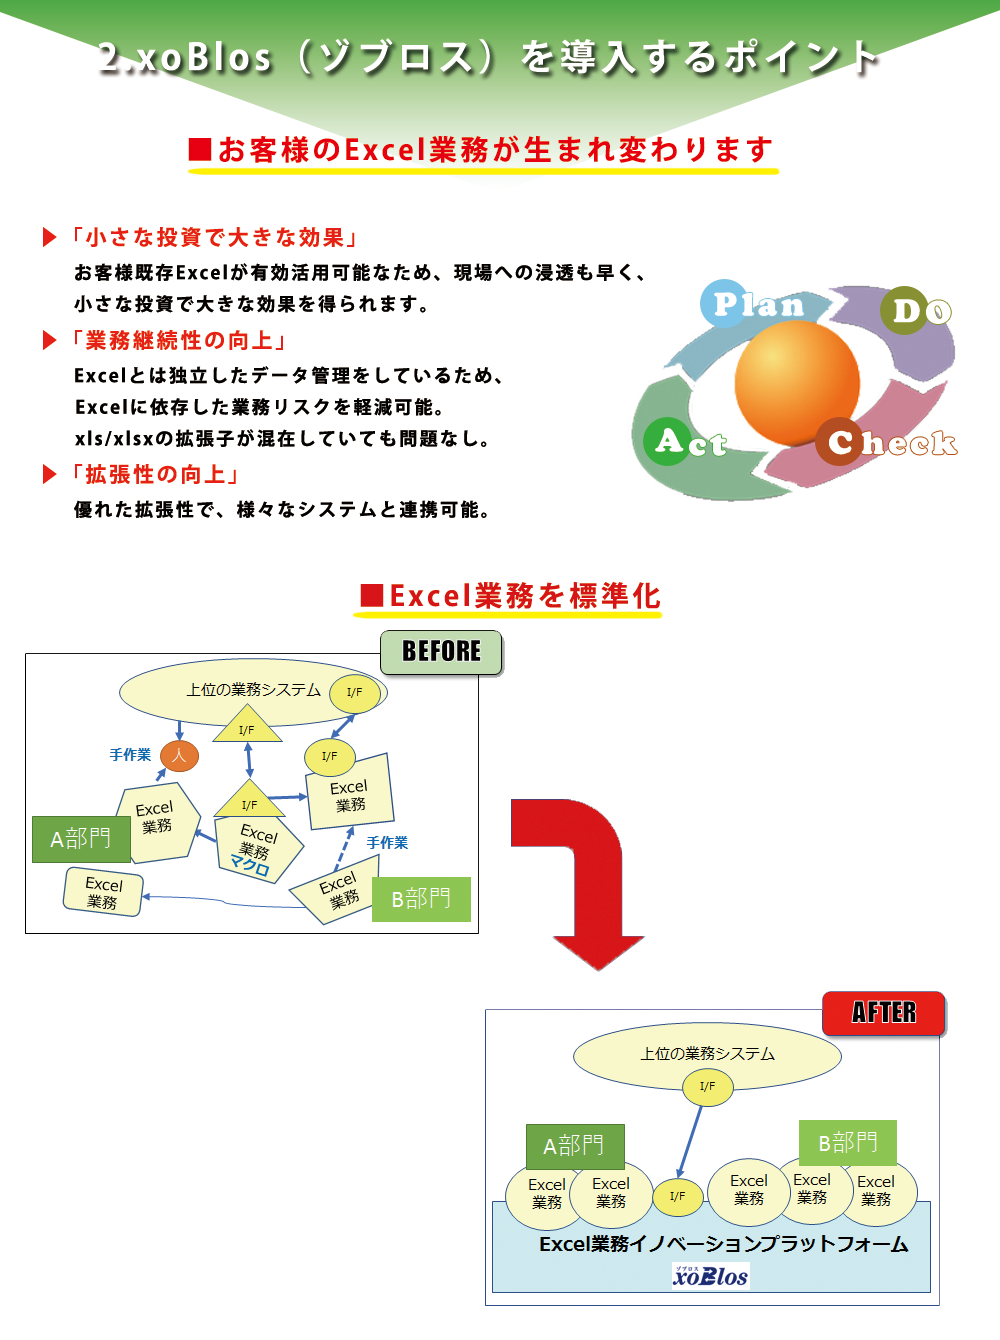 2.xoBlos（ゾブロス）を導入するポイント
■お客様のExcel業務が生まれ変わります
「小さな投資で大きな効果」
お客様既存Excelが有効活用可能なため、現場への浸透も早く、
小さな投資で大きな効果を得られます。
「業務継続性の向上」
Excelとは独立したデータ管理をしているため、
Excelに依存した業務リスクを軽減可能。
xls/xlsxの拡張子が混在していても問題なし。
「拡張性の向上」
優れた拡張性で、様々なシステムと連携可能。
Plan
Do
Act
Check
■Excel業務を標準化
BEFORE
上位の業務システム
I/F
I/F
手作業
人
I/F
Excel
業務
I/F
Excel
業務
A部門
Excel
業務
マクロ
手作業
Excel
業務
Excel
業務
B部門
AFTER
上位の業務システム
I/F
A部門
B部門
Excel
業務
Excel
業務
I/F
Excel
業務
Excel
業務
Excel
業務
Excel業務イノベーションプラットフォーム
ゾブロス
xoBlos